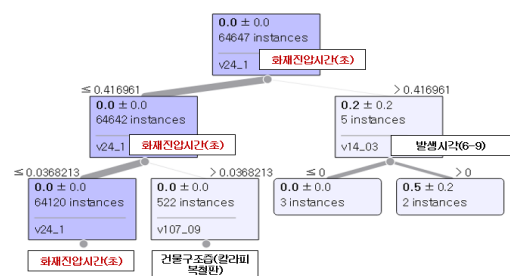 0.0 ± 0.0
64647 instances
v24_1
화재진압시간(초)
≤ 0.416961
> 0.416961
0.0 ± 0.0
64642 instances
v24_1
화재진압시간(초)
0.2 ± 0.2
5 instances
v14_03
발생시각(6-9)
≤ 0.0368213
> 0.0368213
≤ 0
> 0
0.0 ± 0.0
64120 instances
v24_1
화재진압시간(초)
0.0 ± 0.0
522 instances
v107_09
건물구조즙(칼라피
복철판)
0.0 ± 0.0
3 instances
0.5 ± 0.2
2 instances